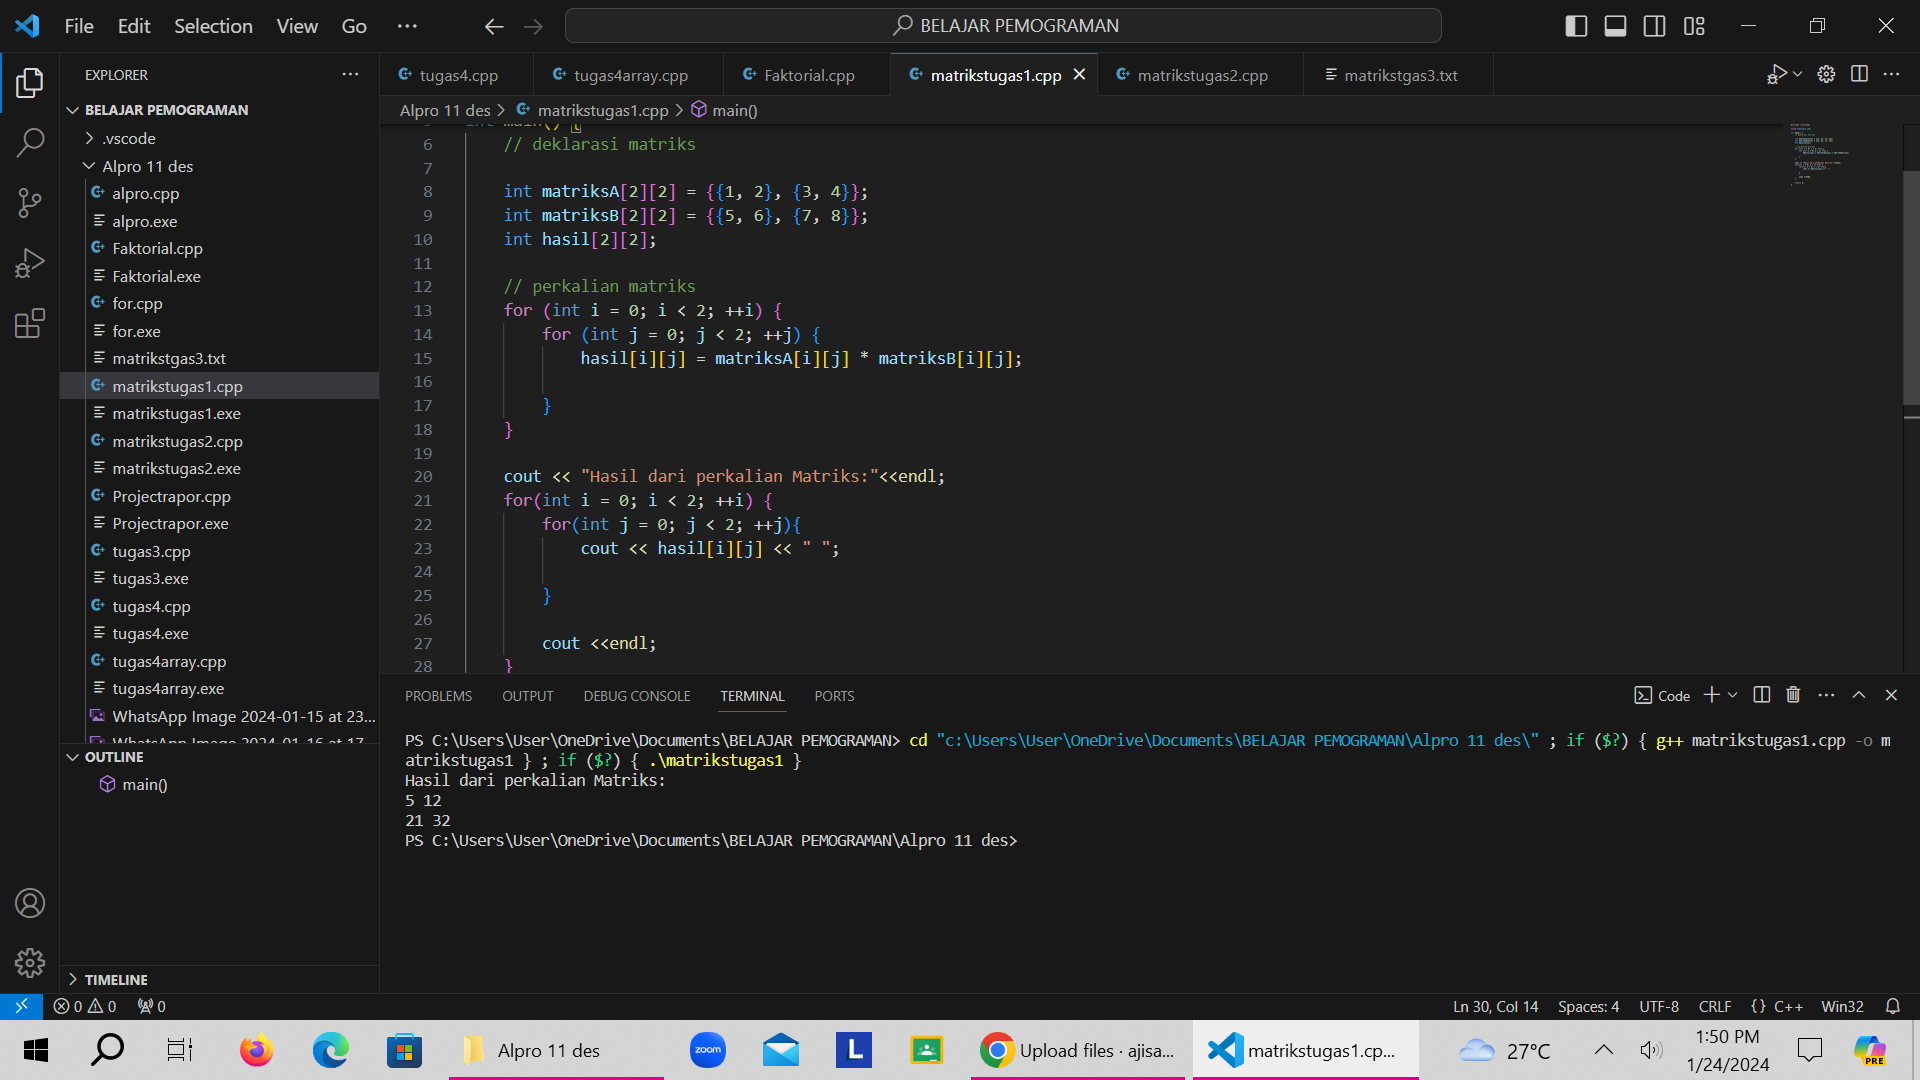 File Edit Selection View Go ··· BELAJAR PEMOGRAMAN
EXPLORER
BELAJAR PEMOGRAMAN
.vscode
Alpro 11 des
alpro.cpp
alpro.exe
Faktorial.cpp
Faktorial.exe
for.cpp
for.exe
matrikstgas3.txt
matrikstugas1.cpp
matrikstugas1.exe
matrikstugas2.cpp
matrikstugas2.exe
Projectrapor.cpp
Projectrapor.exe
tugas3.cpp
tugas3.exe
tugas4.cpp
tugas4.exe
tugas4array.cpp
tugas4array.exe
WhatsApp Image 2024-01-15 at 23...
WhatsApp Image 2024-01-16 at 17...
OUTLINE
main()
TIMELINE
tugas4.cpp tugas4array.cpp Faktorial.cpp matrikstugas1.cpp matrikstugas2.cpp matrikstgas3.txt
Alpro 11 des > matrikstugas1.cpp > main()
int main() {
6 // deklarasi matriks
7
8 int matriksA[2][2] = {{1, 2}, {3, 4}};
9 int matriksB[2][2] = {{5, 6}, {7, 8}};
10 int hasil[2][2];
11
12 // perkalian matriks
13 for (int i = 0; i < 2; ++i) {
14 for (int j = 0; j < 2; ++j) {
15 hasil[i][j] = matriksA[i][j] * matriksB[i][j];
16
17 }
18 }
19
20 cout << "Hasil dari perkalian Matriks:"<<endl;
21 for(int i = 0; i < 2; ++i) {
22 for(int j = 0; j < 2; ++j){
23 cout << hasil[i][j] << " ";
24
25 }
26
27 cout <<endl;
28 }
PROBLEMS OUTPUT DEBUG CONSOLE TERMINAL PORTS Code
PS C:\Users\User\OneDrive\Documents\BELAJAR PEMOGRAMAN> cd "c:\Users\User\OneDrive\Documents\BELAJAR PEMOGRAMAN\Alpro 11 des\" ; if ($?) { g++ matrikstugas1.cpp -o m
atrikstugas1 } ; if ($?) { .\matrikstugas1 }
Hasil dari perkalian Matriks:
5 12
21 32
PS C:\Users\User\OneDrive\Documents\BELAJAR PEMOGRAMAN\Alpro 11 des>
0 0 0 Ln 30, Col 14 Spaces: 4 UTF-8 CRLF {} C++ Win32
Alpro 11 des zoom L Upload files · ajisa... matrikstugas1.cp... 27°C 1:50 PM
1/24/2024
PRE